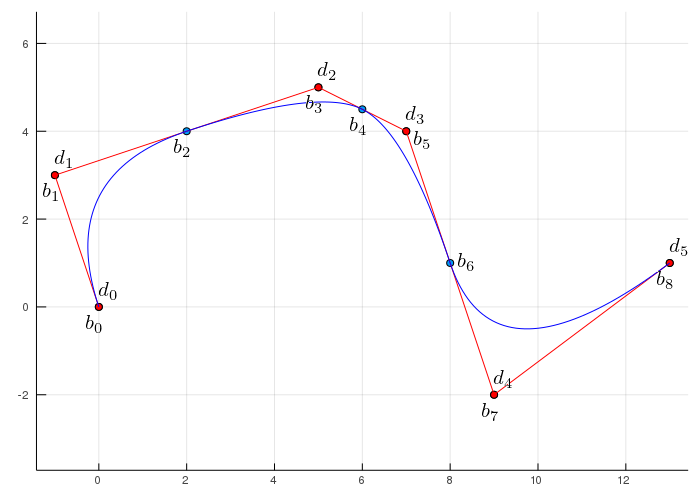 6
d₂
b₃
d₃
b₄
b₅
4
d₁
b₂
b₁
2
d₅
b₆
b₈
d₀
0
b₀
d₄
b₇
-2
0 2 4 6 8 10 12